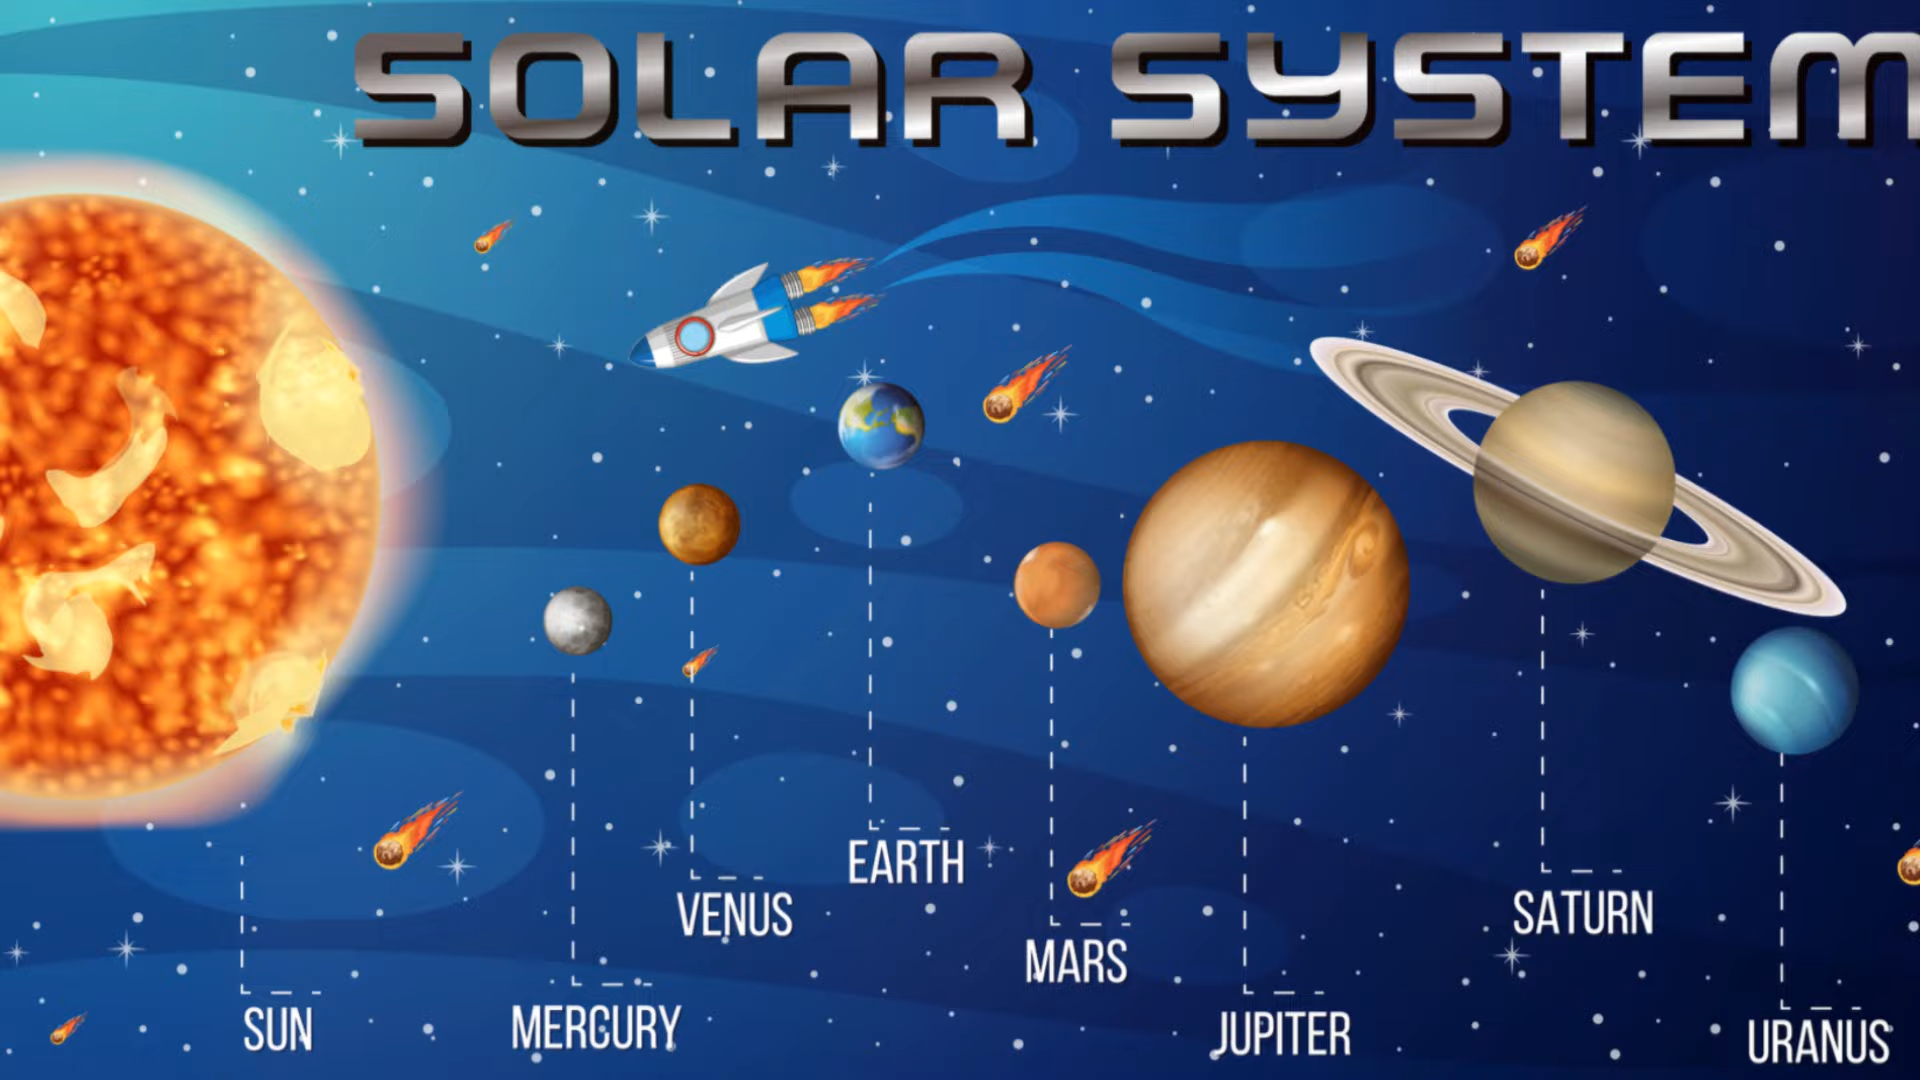 SOLAR SYSTEM
EARTH
VENUS
SATURN
MARS
SUN
MERCURY
JUPITER
URANUS